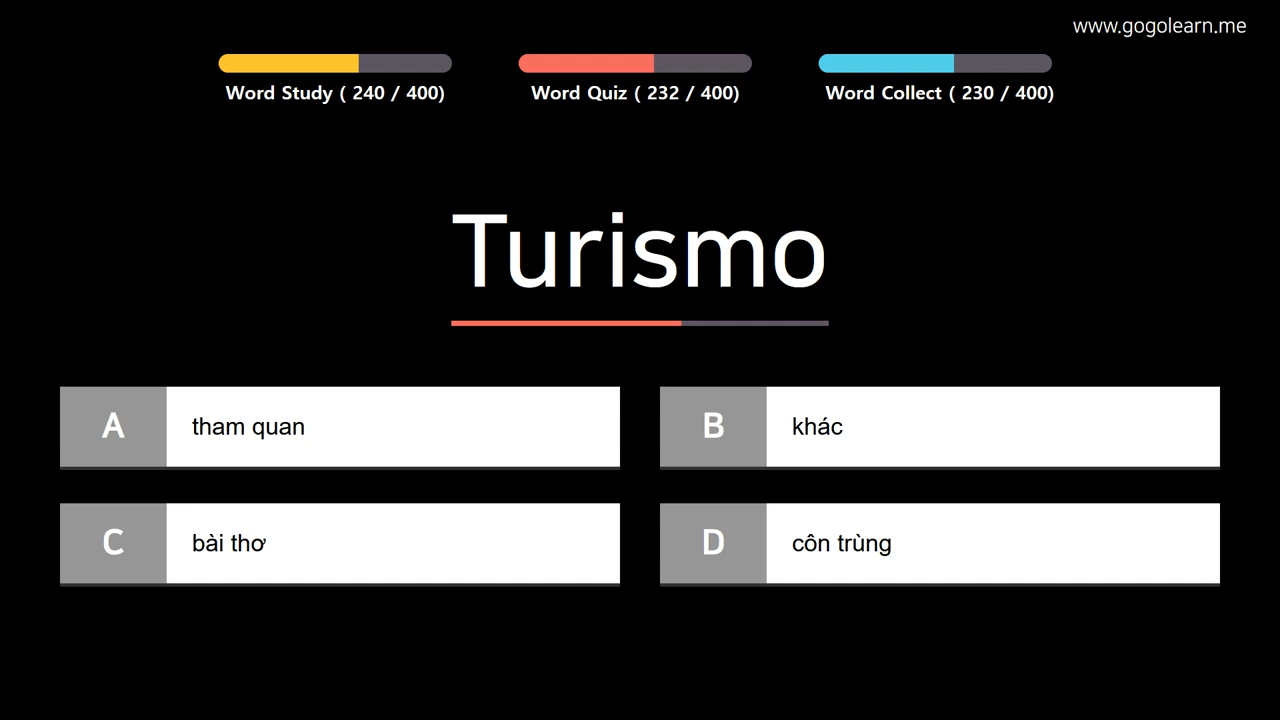 www.gogolearn.me
Word Study ( 240 / 400)
Word Quiz ( 232 / 400)
Word Collect ( 230 / 400)
Turismo
A tham quan
B khác
C bài thơ
D côn trùng